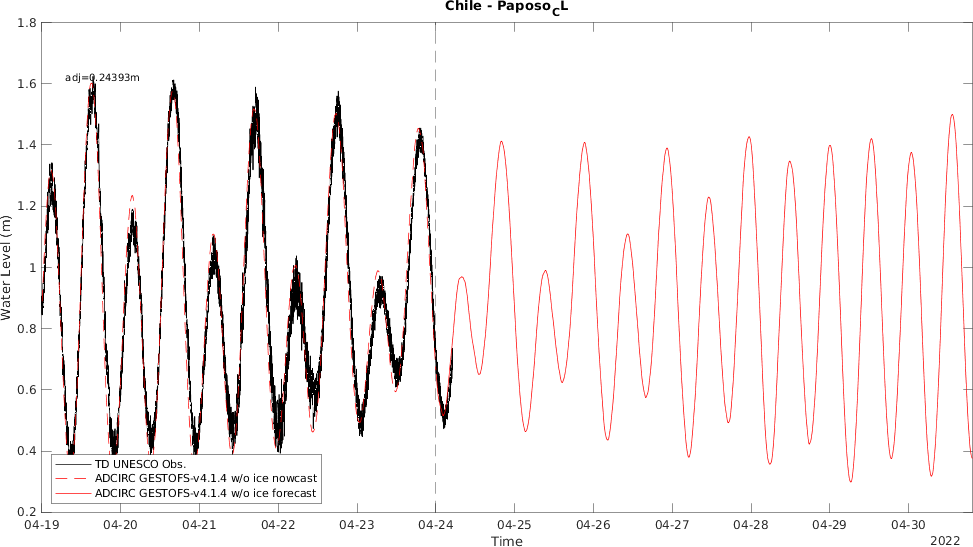 Chile - PaposoCL
1.8
1.6
1.4
1.2
1
0.8
0.6
0.4
0.2
Water Level (m)
adj=0.24393m
TD UNESCO Obs.
ADCIRC GESTOFS-v4.1.4 w/o ice nowcast
ADCIRC GESTOFS-v4.1.4 w/o ice forecast
04-19 04-20 04-21 04-22 04-23 04-24 04-25 04-26 04-27 04-28 04-29 04-30
Time
2022